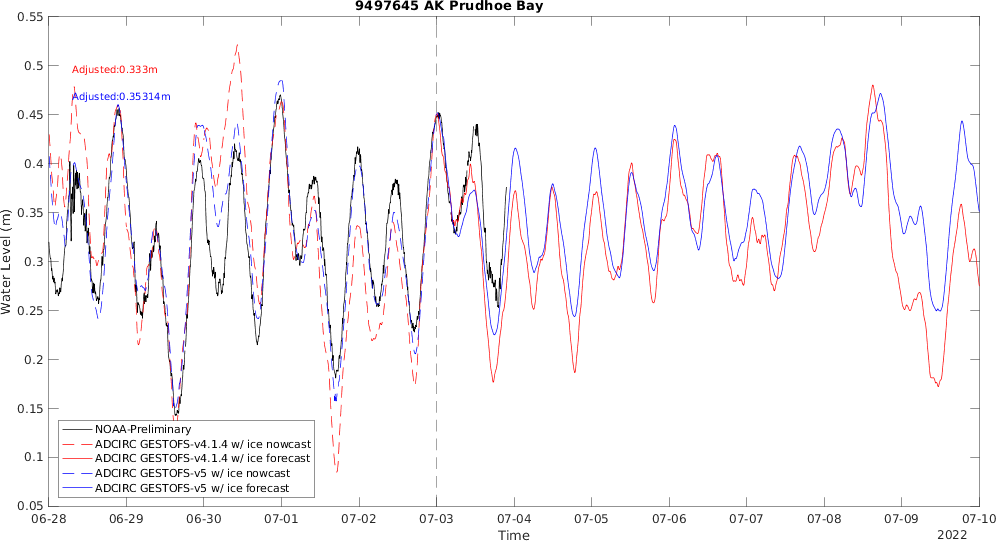 9497645 AK Prudhoe Bay
0.55
0.5
0.45
0.4
0.35
0.3
0.25
0.2
0.15
0.1
0.05
Water Level (m)
Adjusted:0.333m
Adjusted:0.35314m
NOAA-Preliminary
ADCIRC GESTOFS-v4.1.4 w/ ice nowcast
ADCIRC GESTOFS-v4.1.4 w/ ice forecast
ADCIRC GESTOFS-v5 w/ ice nowcast
ADCIRC GESTOFS-v5 w/ ice forecast
06-28 06-29 06-30 07-01 07-02 07-03 07-04 07-05 07-06 07-07 07-08 07-09 07-10
Time
2022